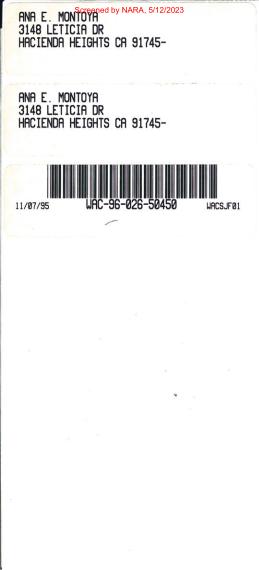 Screened by NARA, 5/12/2023
ANA E. MONTOYA
3148 LETICIA DR
HACIENDA HEIGHTS CA 91745-
ANA E. MONTOYA
3148 LETICIA DR
HACIENDA HEIGHTS CA 91745-
11/07/95 WAC-96-026-50450 WACSJF01